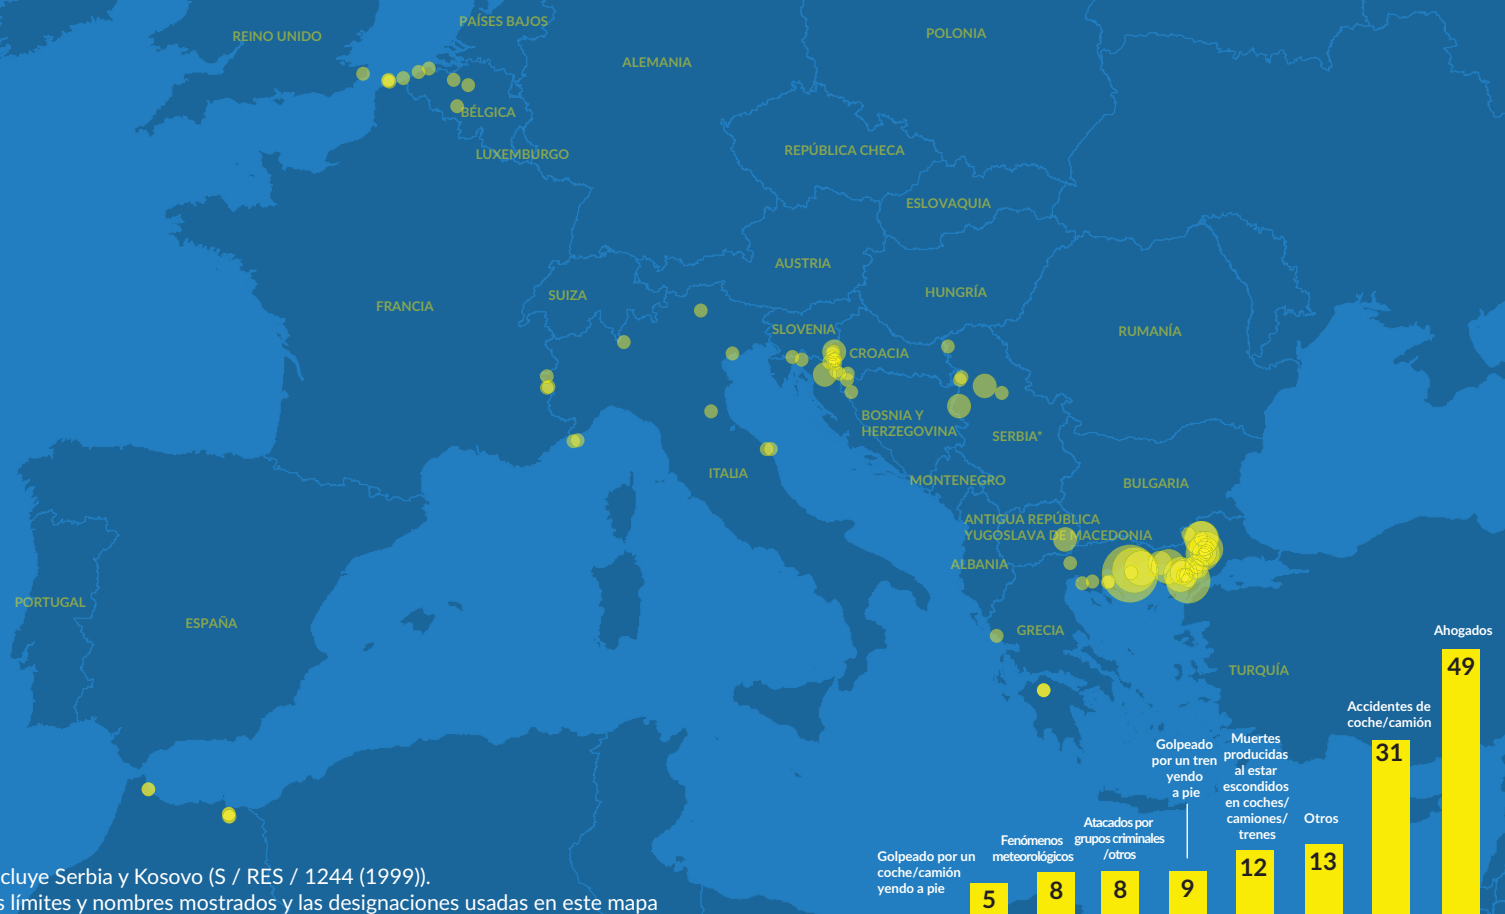 PAÍSES BAJOS
REINO UNIDO
POLONIA
ALEMANIA
BÉLGICA
LUXEMBURGO
REPÚBLICA CHECA
ESLOVAQUIA
AUSTRIA
SUIZA
HUNGRÍA
FRANCIA
SLOVENIA
RUMANÍA
CROACIA
BOSNIA Y
HERZEGOVINA
SERBIA*
ITALIA
MONTENEGRO
BULGARIA
ANTIGUA REPÚBLICA
YUGOSLAVA DE MACEDONIA
ALBANIA
PORTUGAL
ESPAÑA
GRECIA
TURQUÍA
Golpeado por un
coche/camión
yendo a pie
5
Fenómenos
meteorológicos
8
Atacados por
grupos criminales
/otros
8
Golpeado
por un tren
yendo
a pie
9
Muertes
producidas
al estar
escondidos
en coches/
camiones/
trenes
12
Otros
13
Accidentes de
coche/camión
31
Ahogados
49
cluye Serbia y Kosovo (S / RES / 1244 (1999)).
s límites y nombres mostrados y las designaciones usadas en este mapa